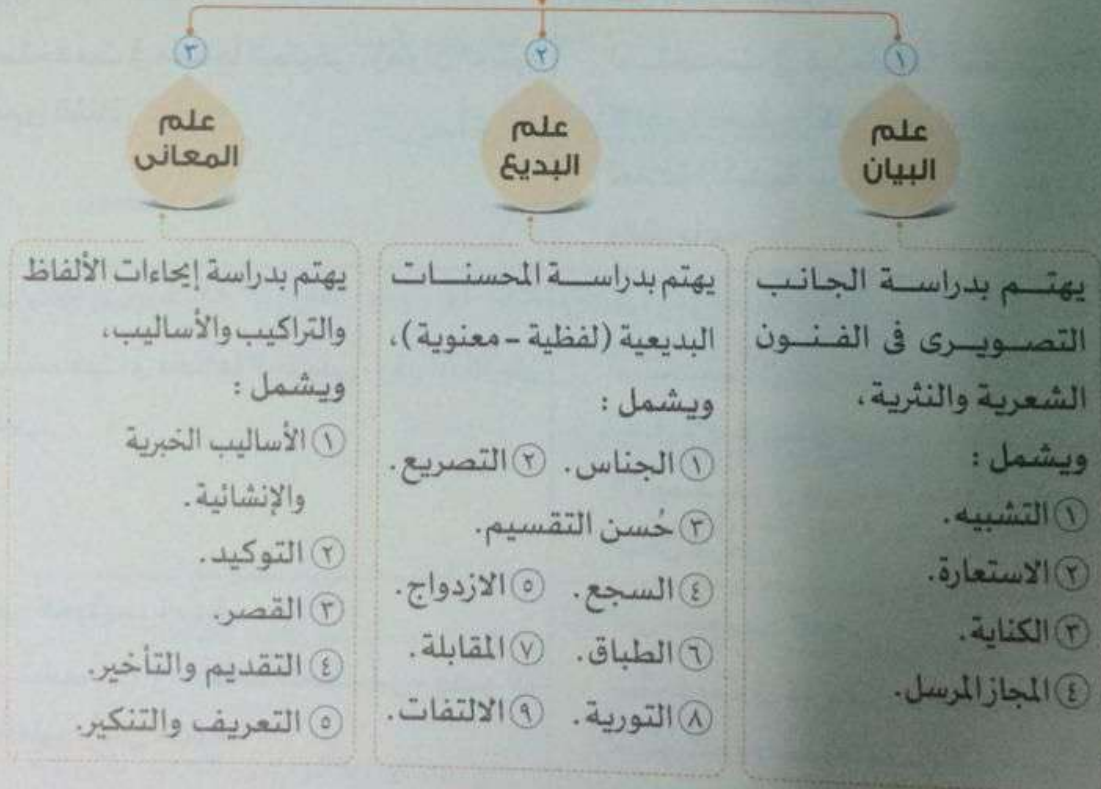 ١
علم
البيان
يهتم بدراسة الجانب
التصويرى فى الفنون
الشعرية والنثرية،
ويشمل :
١ التشبيه.
٢ الاستعارة.
٣ الكناية.
٤ المجاز المرسل.
٢
علم
البديع
يهتم بدراسة المحسنات
البديعية (لفظية - معنوية)،
ويشمل :
١ الجناس. ٢ التصريع.
٣ حُسن التقسيم.
٤ السجع. ٥ الازدواج.
٦ الطباق. ٧ المقابلة.
٨ التورية. ٩ الالتفات.
٣
علم
المعانى
يهتم بدراسة إيحاءات الألفاظ
والتراكيب والأساليب،
ويشمل :
١ الأساليب الخبرية
والإنشائية.
٢ التوكيد.
٣ القصر.
٤ التقديم والتأخير.
٥ التعريف والتنكير.